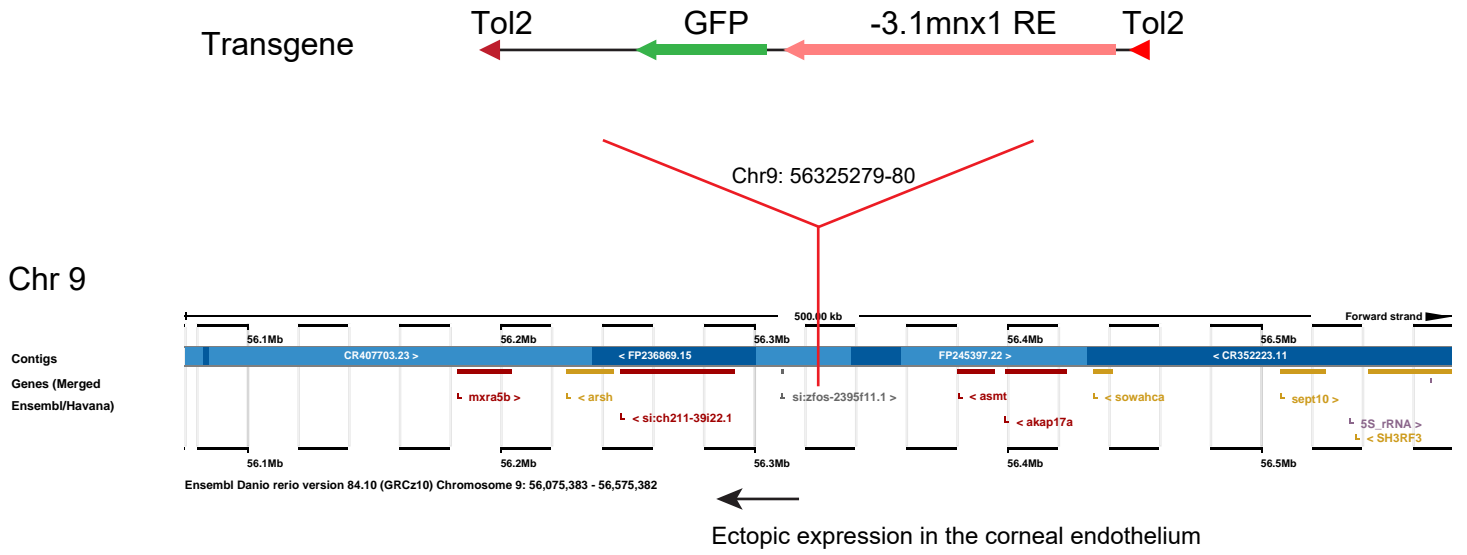 Tol2 GFP -3.1mnx1 RE Tol2
Transgene
Chr9: 56325279-80
Chr 9
500.00 kb Forward strand
56.1Mb 56.2Mb 56.3Mb 56.4Mb 56.5Mb
Contigs CR407703.23 > < FP236869.15 FP245397.22 > < CR352223.11
Genes (Merged
Ensembl/Havana)
mxra5b > < arsh si:zfos-2395f11.1 > < asmt < sowahca sept10 >
< si:ch211-39i22.1 < akap17a 5S_rRNA >
< SH3RF3
56.1Mb 56.2Mb 56.3Mb 56.4Mb 56.5Mb
Ensembl Danio rerio version 84.10 (GRCz10) Chromosome 9: 56,075,383 - 56,575,382
Ectopic expression in the corneal endothelium